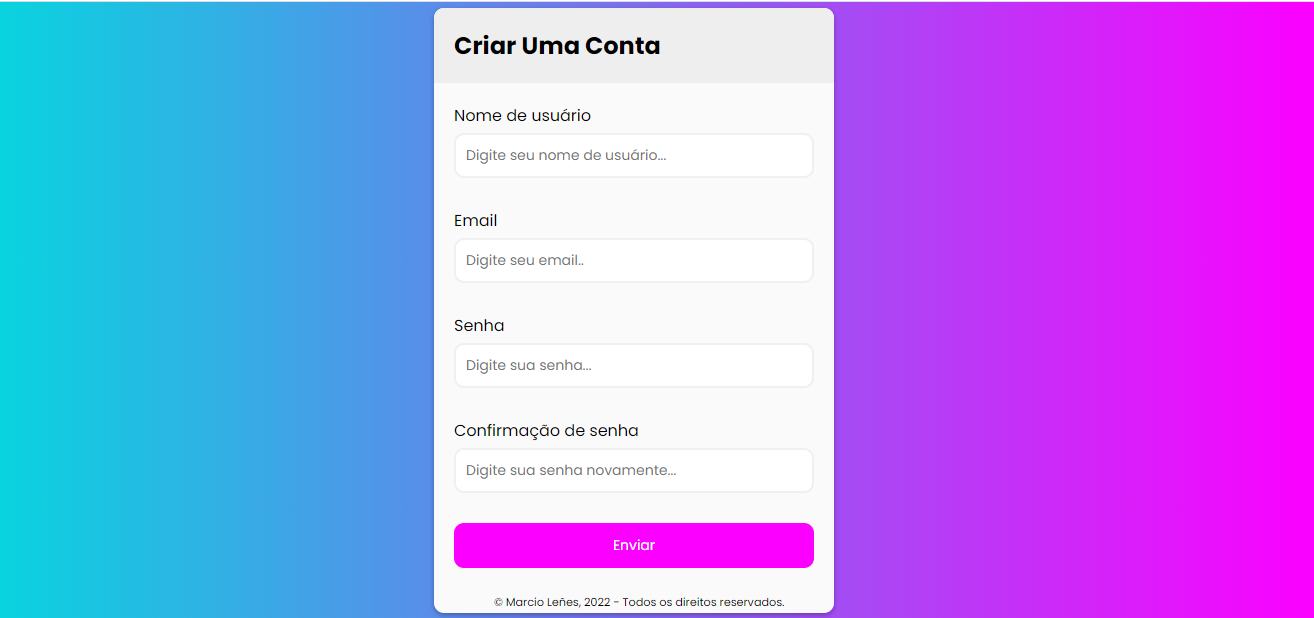 Criar Uma Conta
Nome de usuário
Digite seu nome de usuário...
Email
Digite seu email..
Senha
Digite sua senha...
Confirmação de senha
Digite sua senha novamente...
Enviar
© Marcio Leñes, 2022 - Todos os direitos reservados.